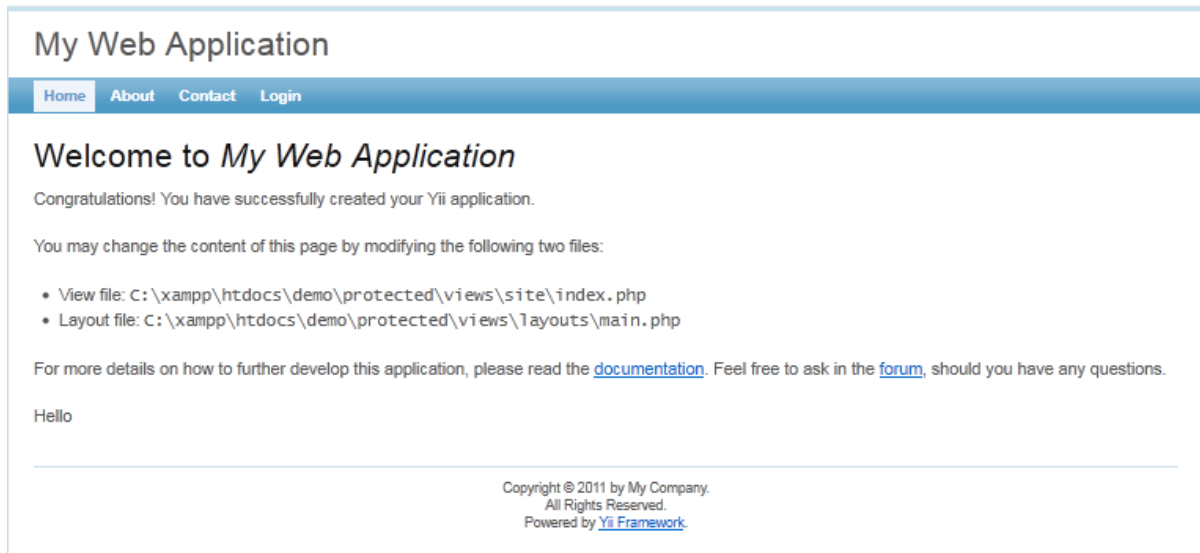 My Web Application
Home About Contact Login
Welcome to My Web Application
Congratulations! You have successfully created your Yii application.
You may change the content of this page by modifying the following two files:
• View file: C:\xampp\htdocs\demo\protected\views\site\index.php
• Layout file: C:\xampp\htdocs\demo\protected\views\layouts\main.php
For more details on how to further develop this application, please read the documentation. Feel free to ask in the forum, should you have any questions.
Hello
Copyright © 2011 by My Company.
All Rights Reserved.
Powered by Yii Framework.